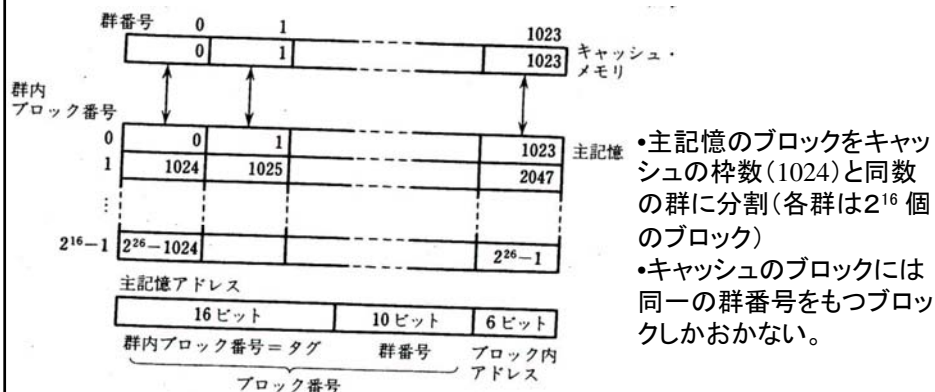 群番号 0 1 1023
0 1 1023 キャッシュ・
メモリ
群内
ブロック番号
0 0 1 1023 主記憶
1 1024 1025 2047
⋮
2¹⁶−1 2²⁶−1024 2²⁶−1
主記憶アドレス
16ビット 10ビット 6ビット
群内ブロック番号=タグ 群番号 ブロック内
アドレス
ブロック番号
•主記憶のブロックをキャッ
シュの枠数(1024)と同数
の群に分割(各群は2¹⁶ 個
のブロック)
•キャッシュのブロックには
同一の群番号をもつブロッ
クしかおかない。